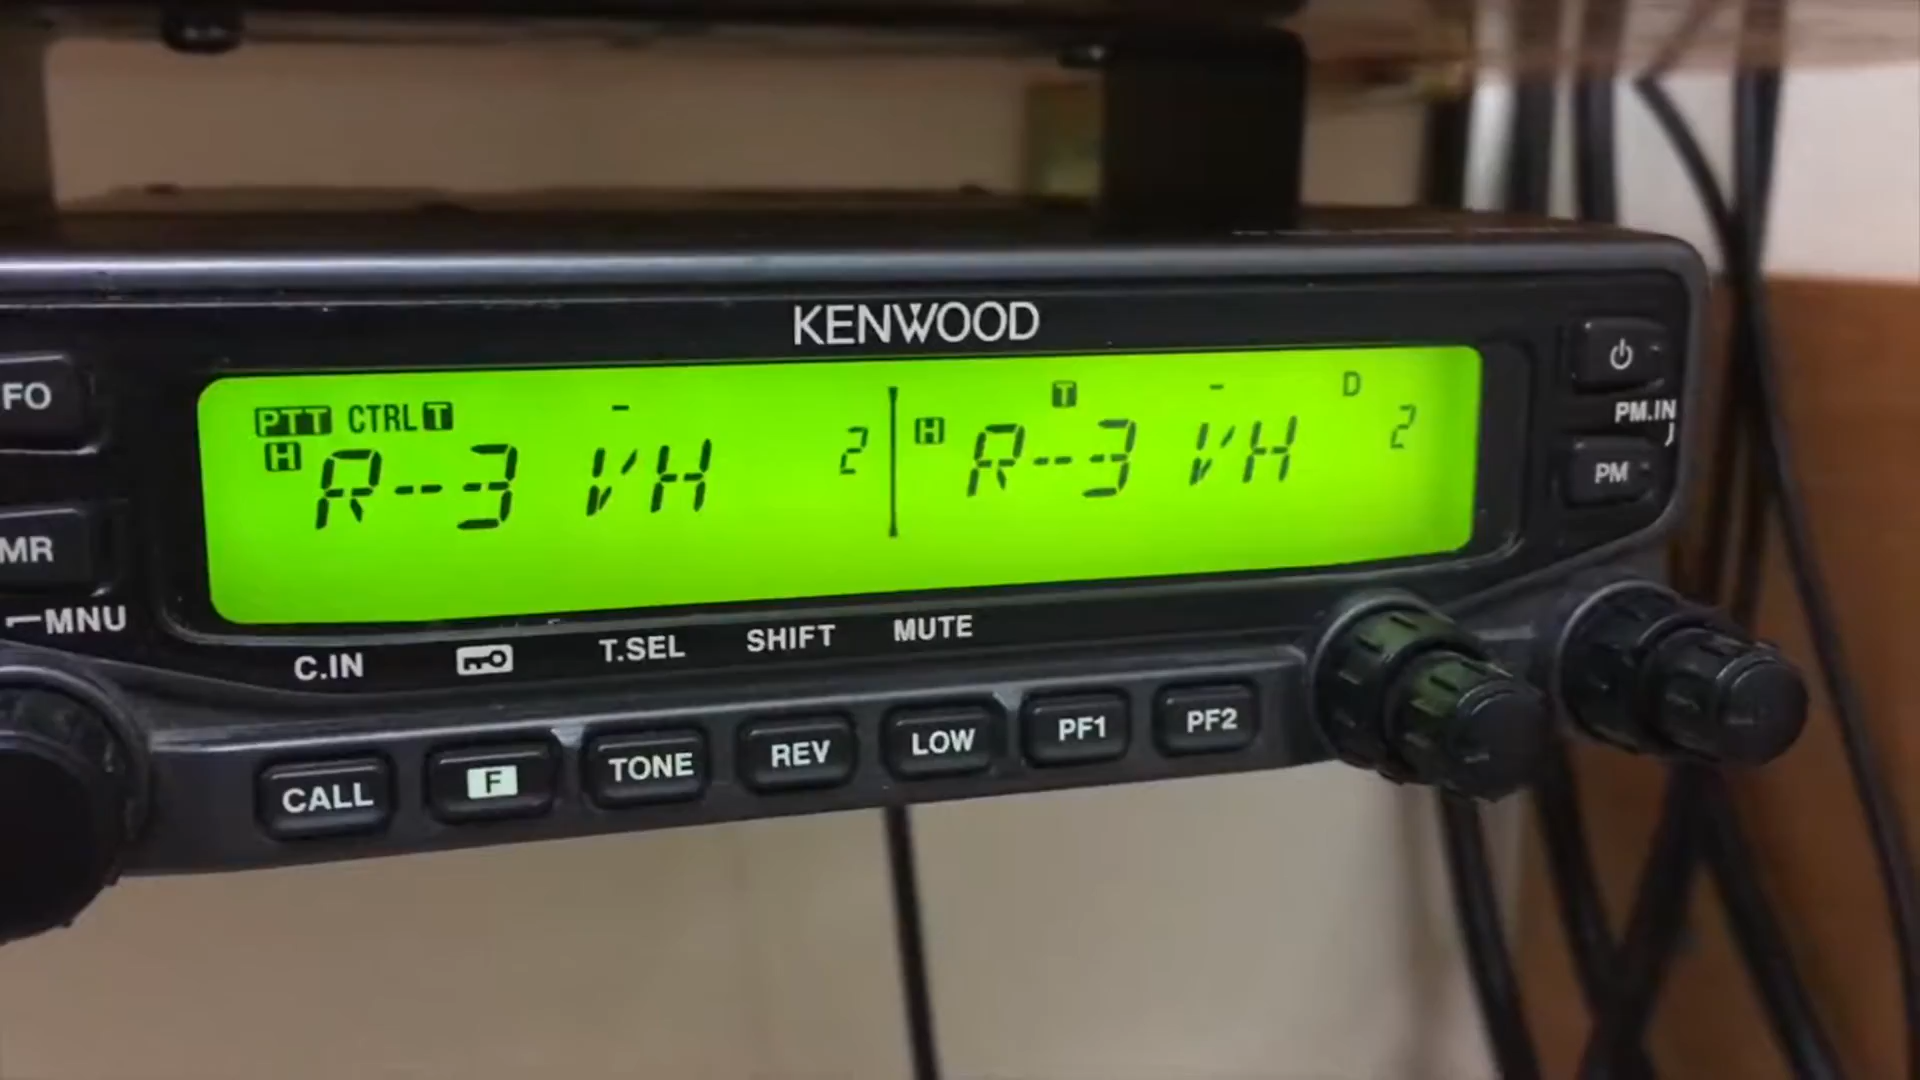 KENWOOD
PTT CTRL T - T - D
H R--3 VH 2 H R--3 VH 2
FO
MR
MNU
PM.IN
PM
C.IN T.SEL SHIFT MUTE
CALL F TONE REV LOW PF1 PF2